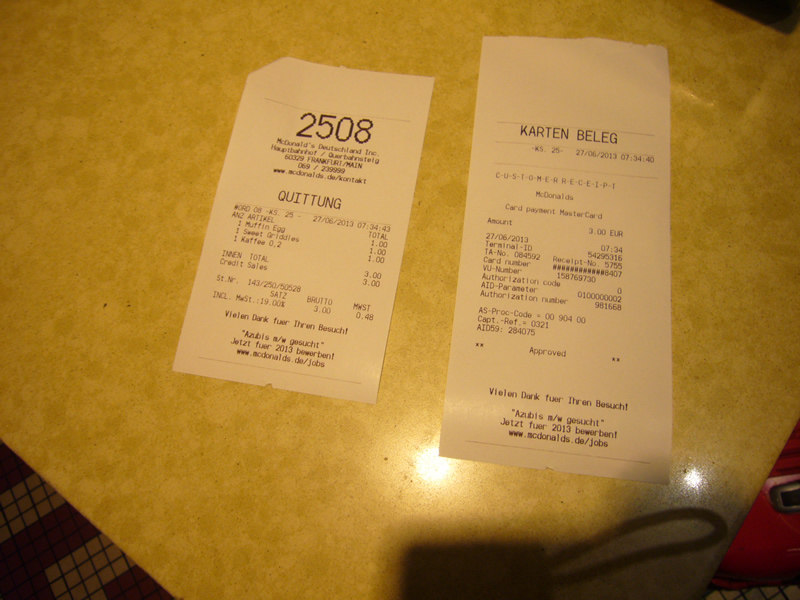 2508
McDonald's Deutschland Inc.
Hauptbahnhof / Querbahnsteig
60329 FRANKFURT/MAIN
069 / 239999
www.mcdonalds.de/kontakt
QUITTUNG
WORD 08 -KS. 25 - 27/06/2013 07:34:43
ANZ ARTIKEL TOTAL
1 Muffin Egg 1.00
1 Sweet Griddles 1.00
1 Kaffee 0,2 1.00
INNEN TOTAL 3.00
Credit Sales 3.00
St.Nr. 143/250/50528
SATZ BRUTTO MWST
INCL. MwSt.:19.00% 3.00 0.48
Vielen Dank fuer Ihren Besuch!
"Azubis m/w gesucht"
Jetzt fuer 2013 bewerben!
www.mcdonalds.de/jobs
KARTEN BELEG
-KS. 25- 27/06/2013 07:34:40
C-U-S-T-O-M-E-R R-E-C-E-I-P-T
McDonalds
Card payment MasterCard
Amount 3.00 EUR
27/06/2013 07:34
Terminal-ID 54295316
TA-No. 084592 Receipt-No. 5755
Card number ############6407
VU-Number 158769730
Authorization code 0
AID-Parameter 0100000002
Authorization number 981668
AS-Proc-Code = 00 904 00
Capt.-Ref.= 0321
AID59: 284075
** Approved **
Vielen Dank fuer Ihren Besuch!
"Azubis m/w gesucht"
Jetzt fuer 2013 bewerben!
www.mcdonalds.de/jobs